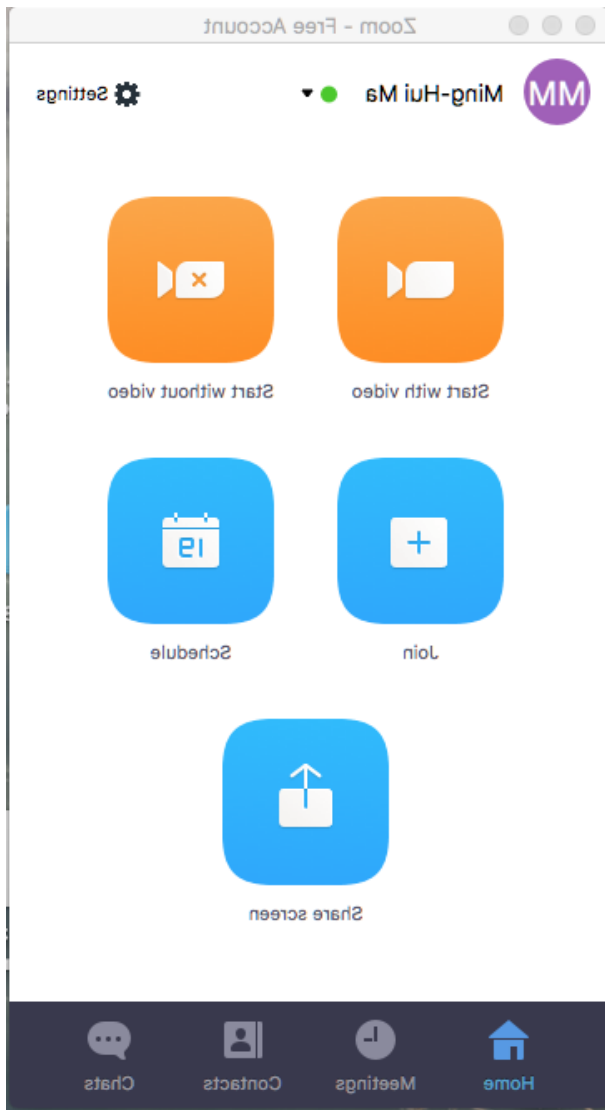 Zoom - Free Account
MM Ming-Hui Ma Settings
Start with video Start without video
19
Join Schedule
Share screen
Home Meetings Contacts Chats